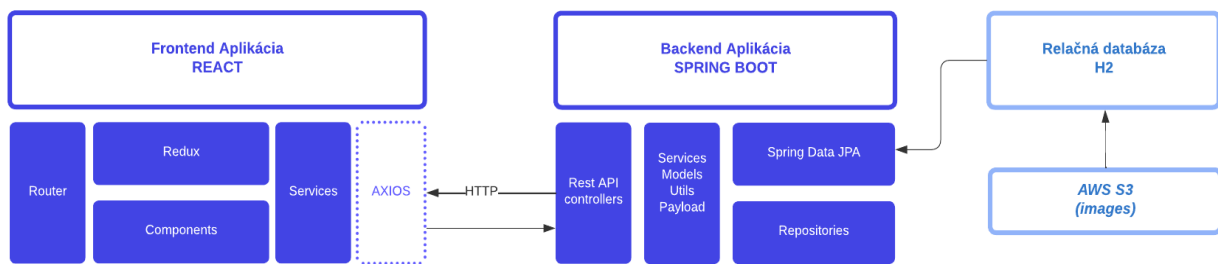 Frontend Aplikácia
REACT
Backend Aplikácia
SPRING BOOT
Relačná databáza
H2
Router
Redux
Components
Services
AXIOS
HTTP
Rest API
controllers
Services
Models
Utils
Payload
Spring Data JPA
Repositories
AWS S3
(images)